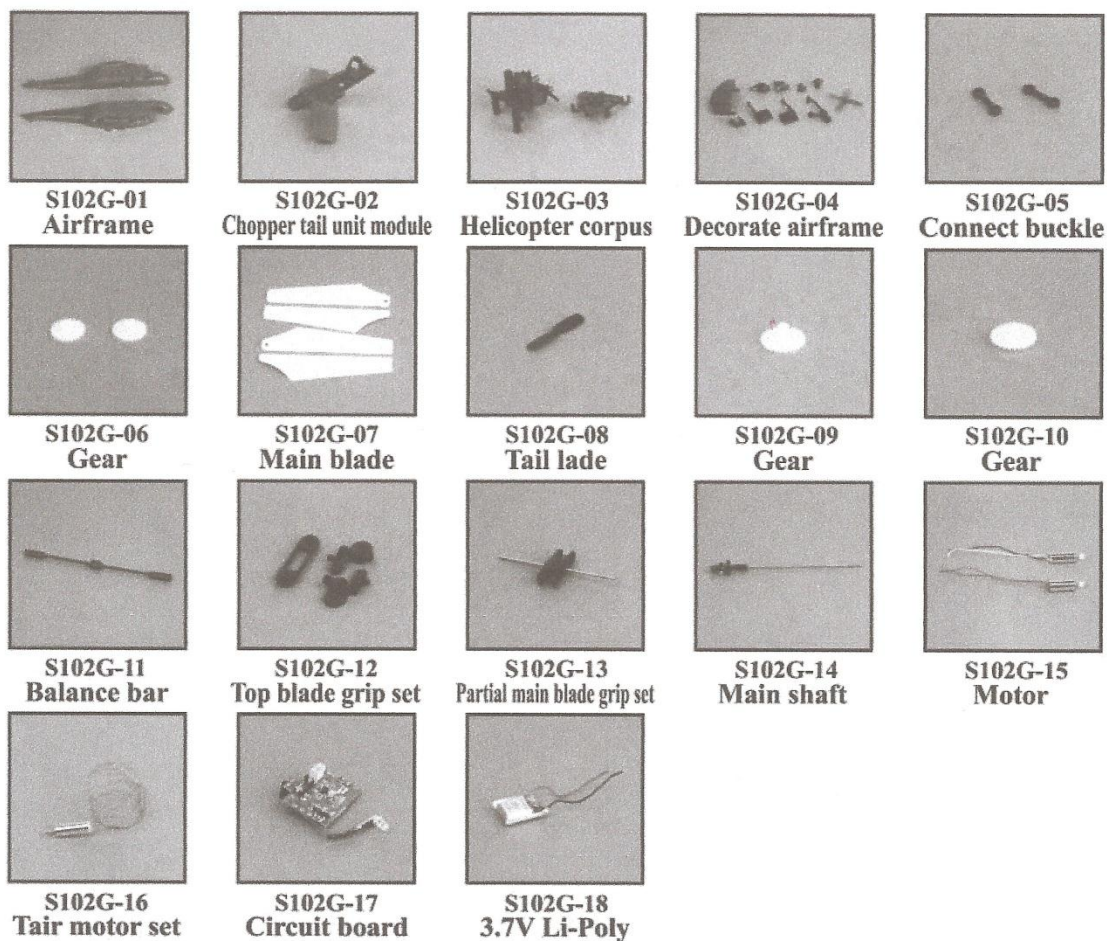 S102G-01
Airframe
S102G-02
Chopper tail unit module
S102G-03
Helicopter corpus
S102G-04
Decorate airframe
S102G-05
Connect buckle
S102G-06
Gear
S102G-07
Main blade
S102G-08
Tail lade
S102G-09
Gear
S102G-10
Gear
S102G-11
Balance bar
S102G-12
Top blade grip set
S102G-13
Partial main blade grip set
S102G-14
Main shaft
S102G-15
Motor
S102G-16
Tair motor set
S102G-17
Circuit board
S102G-18
3.7V Li-Poly